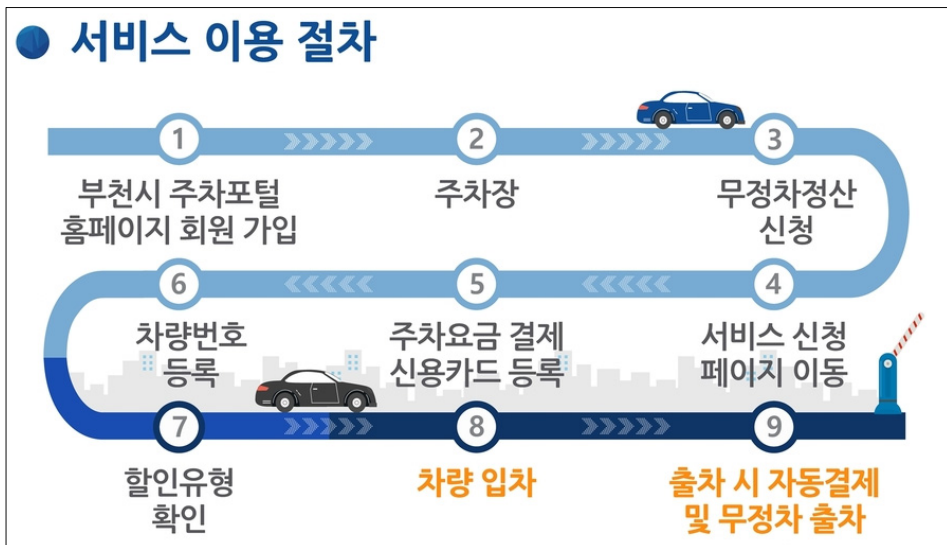 서비스 이용 절차
1
부천시 주차포털
홈페이지 회원 가입
2
주차장
3
무정차정산
신청
4
서비스 신청
페이지 이동
5
주차요금 결제
신용카드 등록
6
차량번호
등록
7
할인유형
확인
8
차량 입차
9
출차 시 자동결제
및 무정차 출차